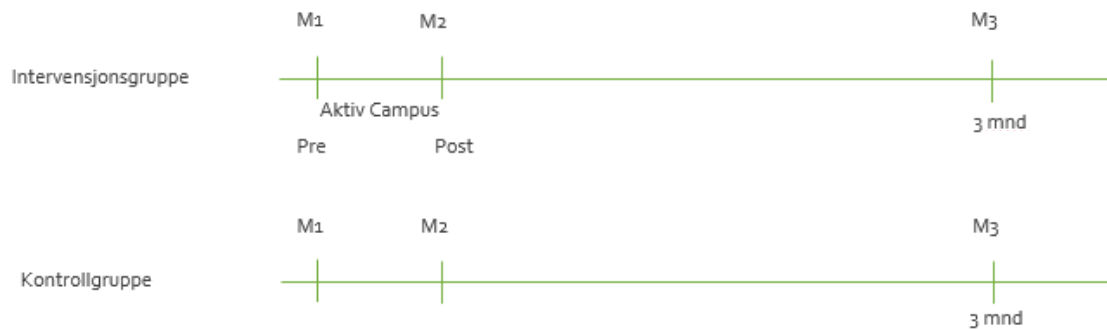 M1 M2 M3
Intervensjonsgruppe
Aktiv Campus
3 mnd
Pre Post
M1 M2 M3
Kontrollgruppe
3 mnd